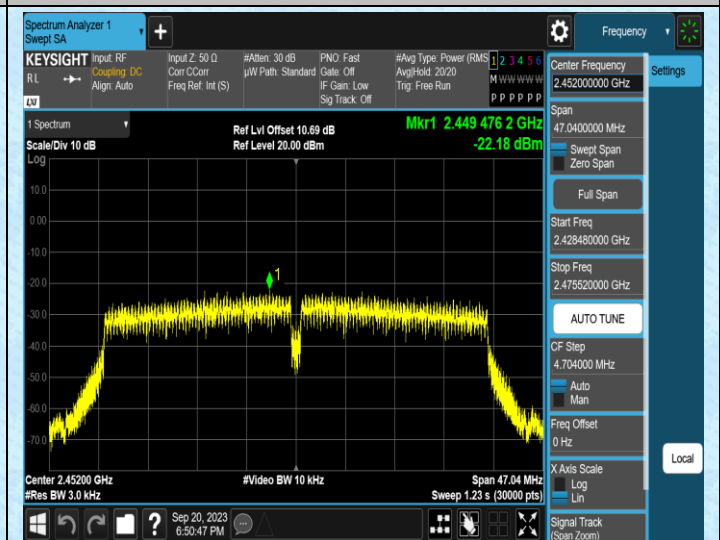 Spectrum Analyzer 1
Swept SA
+
Frequency
KEYSIGHT
Input: RF
Input Z: 50 Ω
#Atten: 30 dB
PNO: Fast
#Avg Type: Power (RMS
1 2 3 4 5 6
R L
Coupling: DC
Corr CCorr
µW Path: Standard
Gate: Off
Avg|Hold: 20/20
M W W W W W
Align: Auto
Freq Ref: Int (S)
IF Gain: Low
Trig: Free Run
Sig Track: Off
P P P P P P
LXI
1 Spectrum
Scale/Div 10 dB
Ref Lvl Offset 10.69 dB
Ref Level 20.00 dBm
Mkr1 2.449 476 2 GHz
-22.18 dBm
Log
10.0
0.00
-10.0
-20.0
-30.0
-40.0
-50.0
-60.0
-70.0
1
Center 2.45200 GHz
#Video BW 10 kHz
Span 47.04 MHz
#Res BW 3.0 kHz
Sweep 1.23 s (30000 pts)
Center Frequency
2.452000000 GHz
Settings
Span
47.0400000 MHz
Swept Span
Zero Span
Full Span
Start Freq
2.428480000 GHz
Stop Freq
2.475520000 GHz
AUTO TUNE
CF Step
4.704000 MHz
Auto
Man
Freq Offset
0 Hz
X Axis Scale
Log
Lin
Local
Signal Track
(Span Zoom)
?
Sep 20, 2023
6:50:47 PM